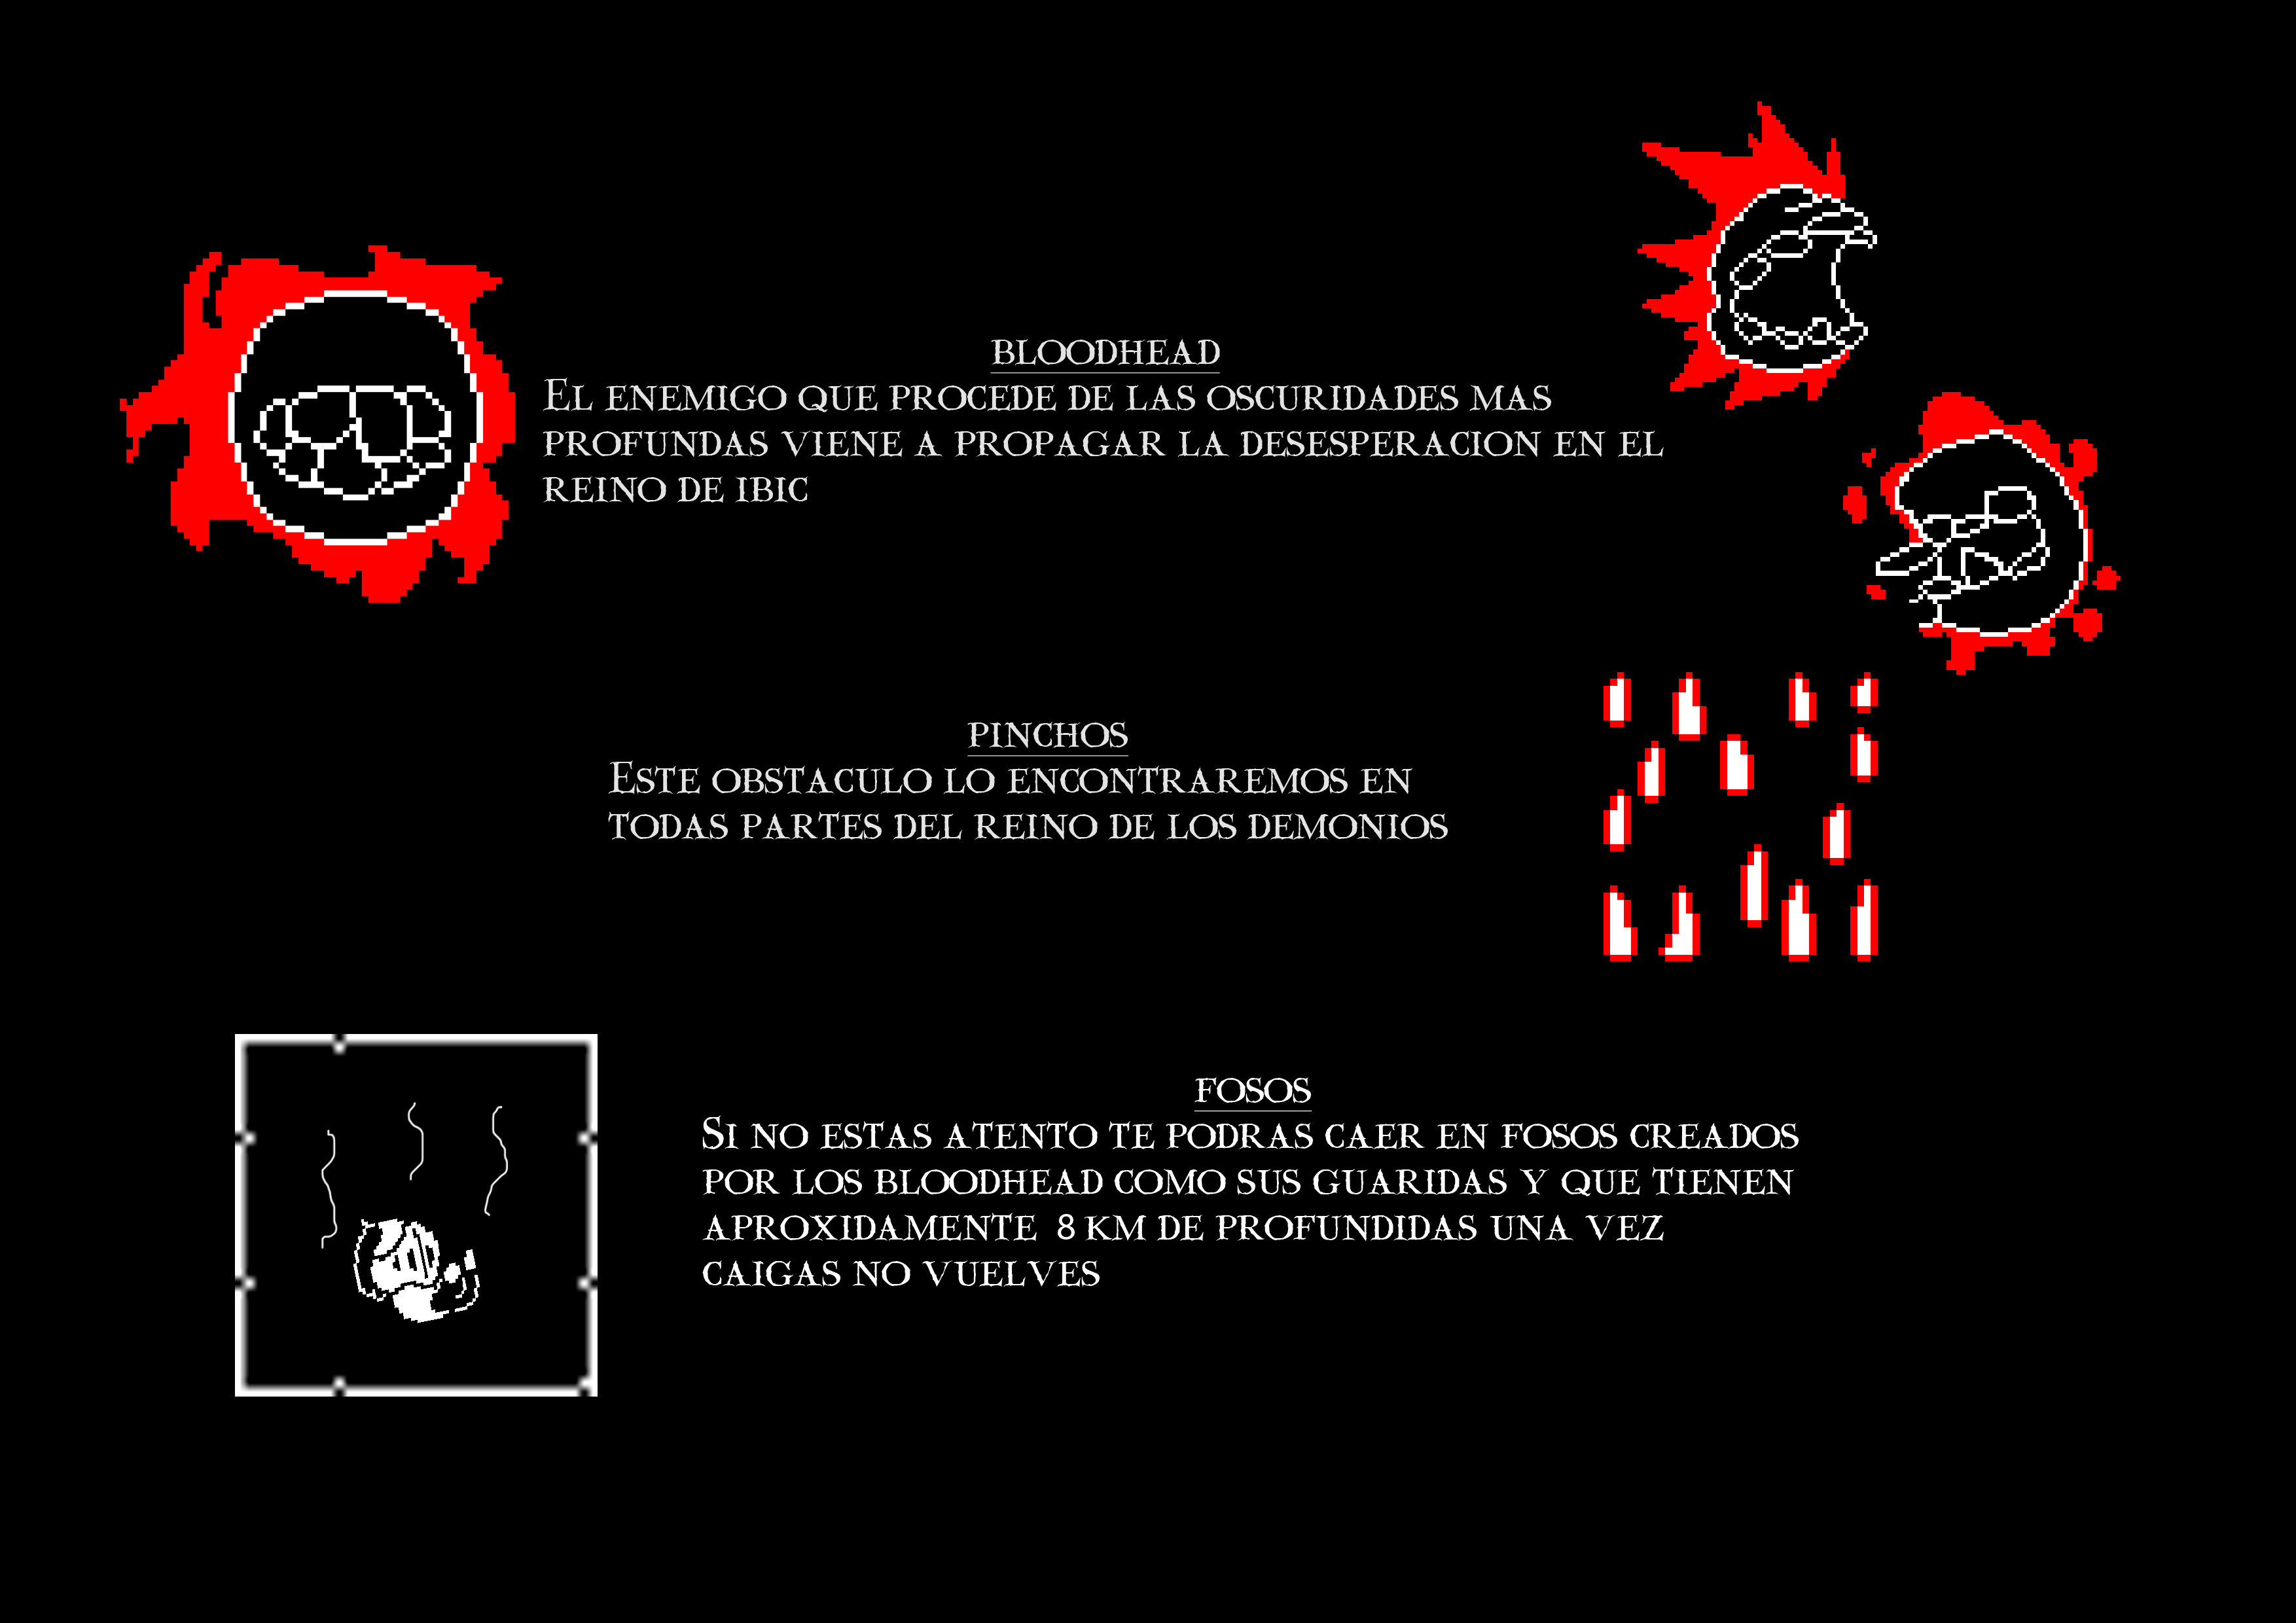 BLOODHEAD
EL ENEMIGO QUE PROCEDE DE LAS OSCURIDADES MAS
PROFUNDAS VIENE A PROPAGAR LA DESESPERACION EN EL
REINO DE IBIC
PINCHOS
ESTE OBSTACULO LO ENCONTRAREMOS EN
TODAS PARTES DEL REINO DE LOS DEMONIOS
FOSOS
SI NO ESTAS ATENTO TE PODRAS CAER EN FOSOS CREADOS
POR LOS BLOODHEAD COMO SUS GUARIDAS Y QUE TIENEN
APROXIDAMENTE 8 KM DE PROFUNDIDAS UNA VEZ
CAIGAS NO VUELVES